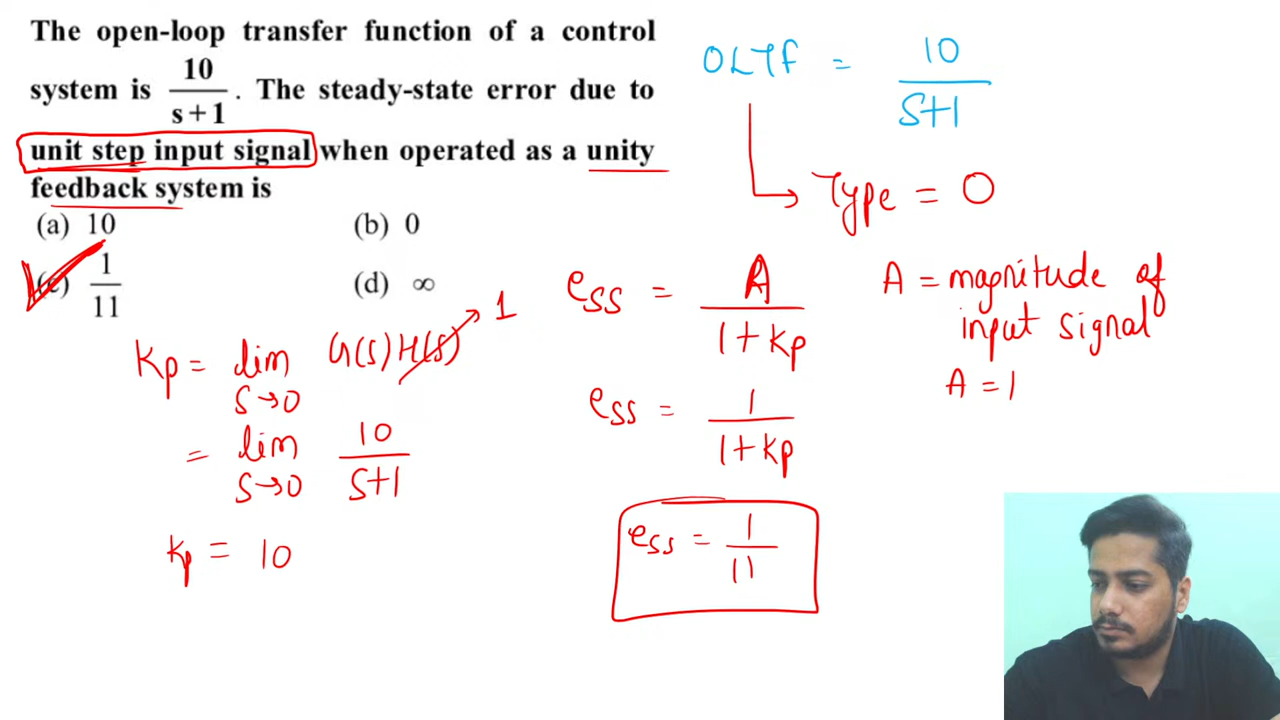 The open-loop transfer function of a control
system is 10/(s+1). The steady-state error due to
unit step input signal when operated as a unity
feedback system is
(a) 10
(b) 0
(c) 1/11
(d) ∞
OLTF = 10/(S+1)
Type = 0
Kp = lim S→0 G(S) H(S) → 1
= lim S→0 10/(S+1)
Kp = 10
ess = A/(1+Kp)
ess = 1/(1+Kp)
ess = 1/11
A = magnitude of
input signal
A = 1